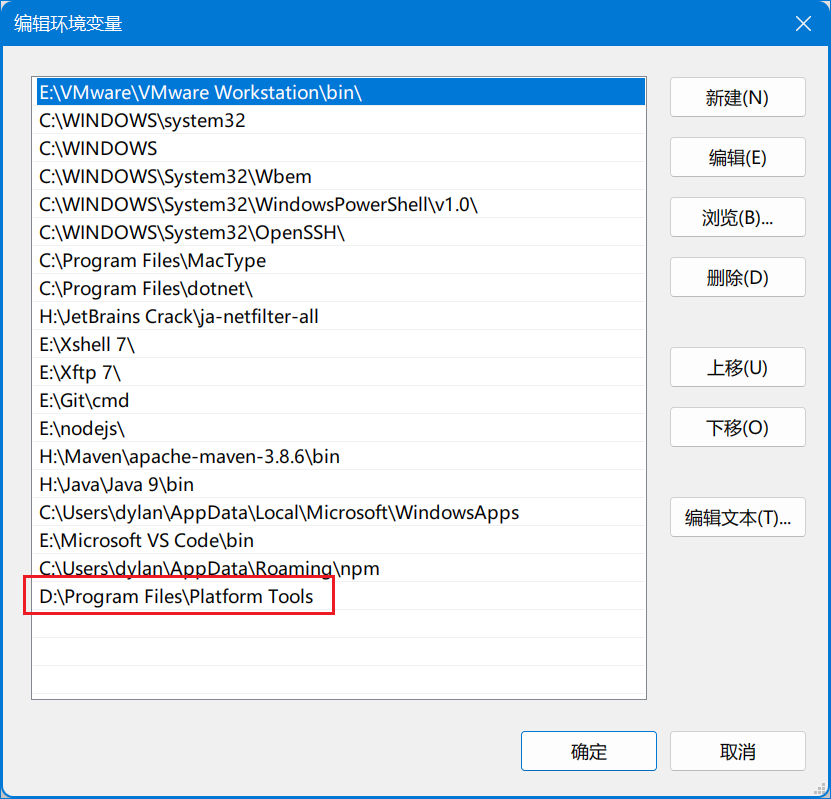 编辑环境变量
E:\VMware\VMware Workstation\bin\
C:\WINDOWS\system32
C:\WINDOWS
C:\WINDOWS\System32\Wbem
C:\WINDOWS\System32\WindowsPowerShell\v1.0\
C:\WINDOWS\System32\OpenSSH\
C:\Program Files\MacType
C:\Program Files\dotnet\
H:\JetBrains Crack\ja-netfilter-all
E:\Xshell 7\
E:\Xftp 7\
E:\Git\cmd
E:\nodejs\
H:\Maven\apache-maven-3.8.6\bin
H:\Java\Java 9\bin
C:\Users\dylan\AppData\Local\Microsoft\WindowsApps
E:\Microsoft VS Code\bin
C:\Users\dylan\AppData\Roaming\npm
D:\Program Files\Platform Tools
新建(N)
编辑(E)
浏览(B)...
删除(D)
上移(U)
下移(O)
编辑文本(T)...
确定
取消